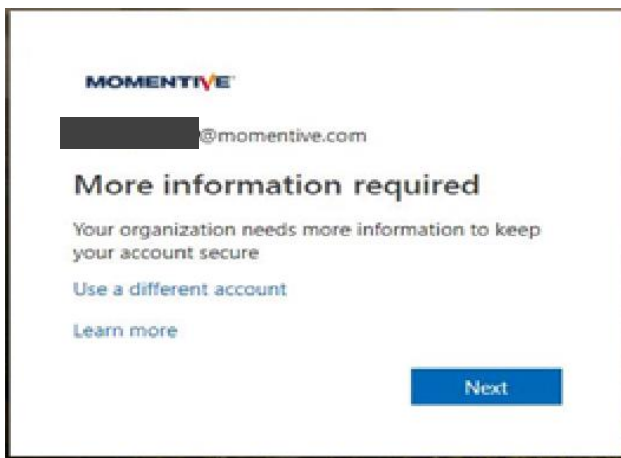 MOMENTIVE
@momentive.com
More information required
Your organization needs more information to keep
your account secure
Use a different account
Learn more
Next